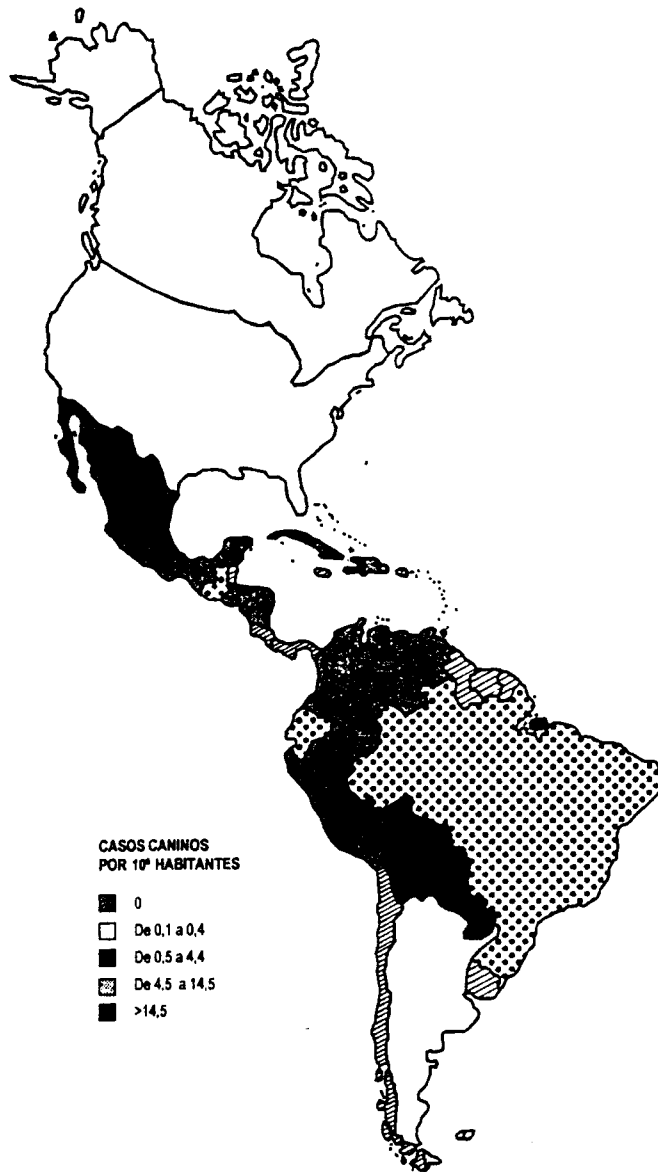 CASOS CANINOS
POR 10⁶ HABITANTES
0
De 0,1 a 0,4
De 0,5 a 4,4
De 4,5 a 14,5
>14,5